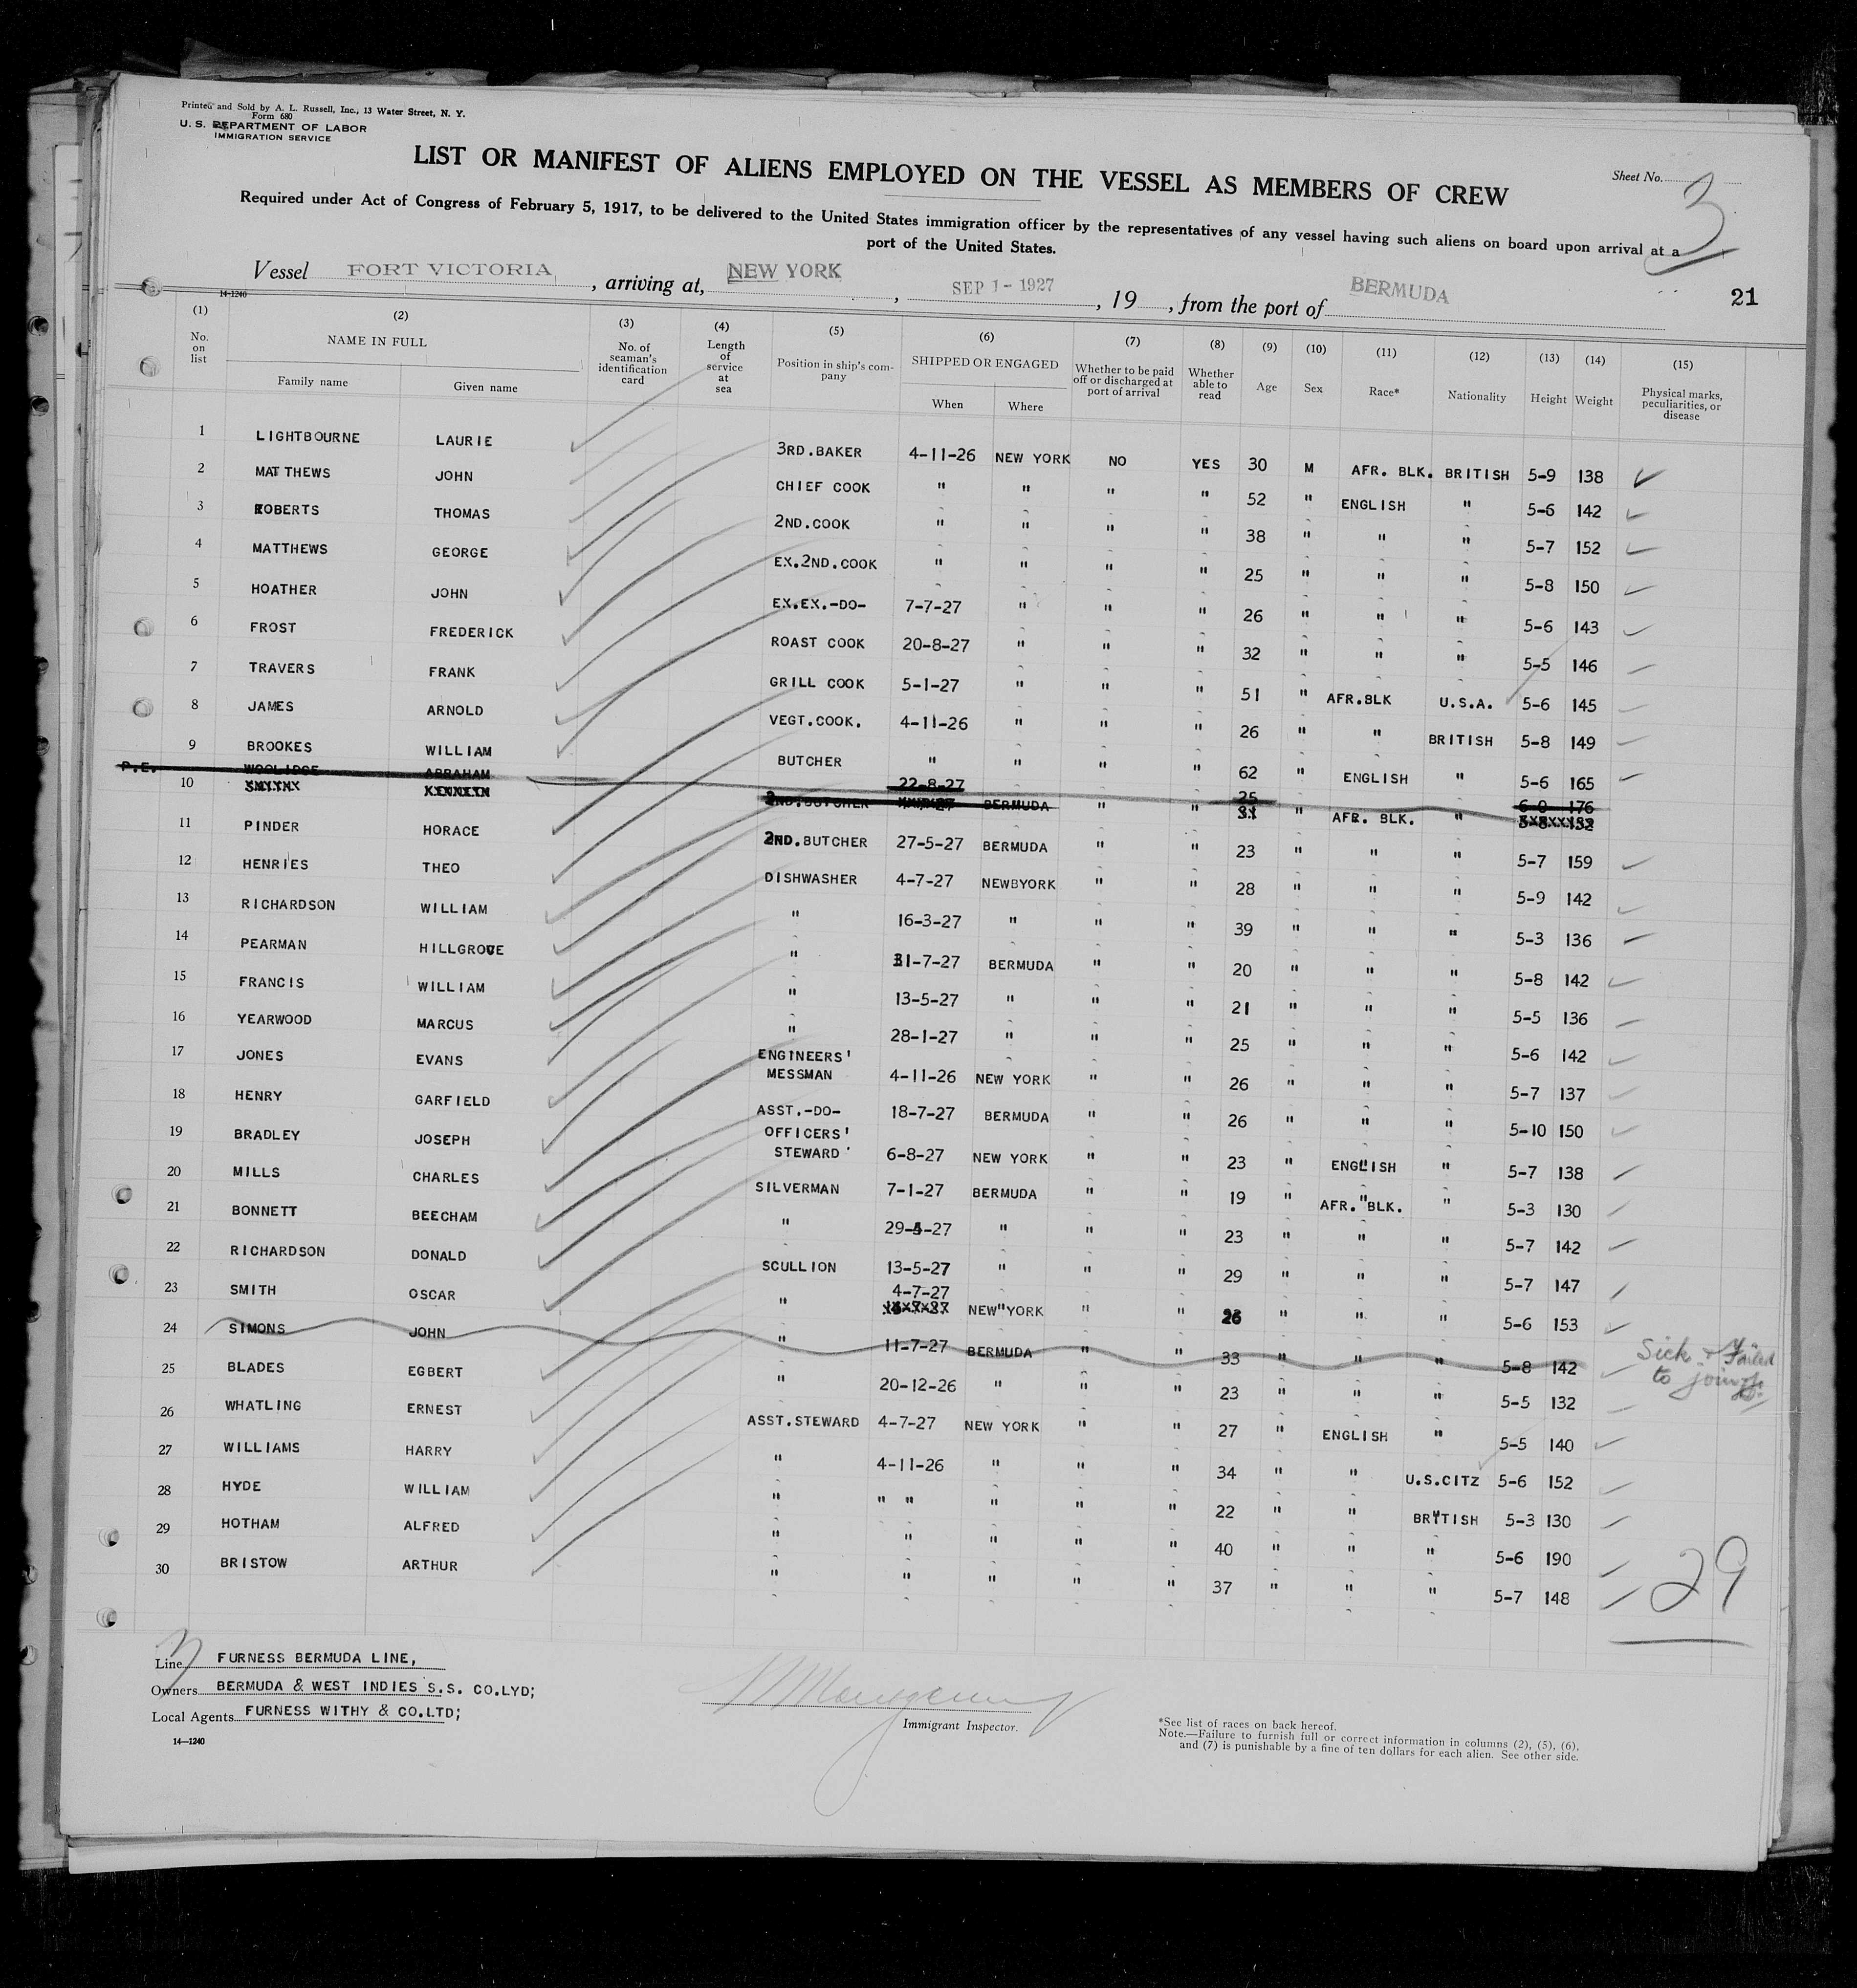 Printed and Sold by A. L. Russell, Inc., 13 Water Street, N. Y.
Form 680
U. S. DEPARTMENT OF LABOR
IMMIGRATION SERVICE
LIST OR MANIFEST OF ALIENS EMPLOYED ON THE VESSEL AS MEMBERS OF CREW
Sheet No. 3
Required under Act of Congress of February 5, 1917, to be delivered to the United States immigration officer by the representatives of any vessel having such aliens on board upon arrival at a
port of the United States.
Vessel FORT VICTORIA, arriving at, NEW YORK, SEP 1 - 1927, 19, from the port of BERMUDA
21
14-1240
(1) No. on list (2) NAME IN FULL Family name Given name (3) No. of seaman's identification card (4) Length of service at sea (5) Position in ship's company (6) SHIPPED OR ENGAGED When Where (7) Whether to be paid off or discharged at port of arrival (8) Whether able to read (9) Age (10) Sex (11) Race* (12) Nationality (13) Height (14) Weight (15) Physical marks, peculiarities, or disease
1 LIGHTBOURNE LAURIE 3RD.BAKER 4-11-26 NEW YORK NO YES 30 M AFR. BLK. BRITISH 5-9 138
2 MATTHEWS JOHN CHIEF COOK " " " " 52 " ENGLISH " 5-6 142
3 ROBERTS THOMAS 2ND.COOK " " " " 38 " " " 5-7 152
4 MATTHEWS GEORGE EX.2ND.COOK " " " " 25 " " " 5-8 150
5 HOATHER JOHN EX.EX.-DO- 7-7-27 " " " 26 " " " 5-6 143
6 FROST FREDERICK ROAST COOK 20-8-27 " " " 32 " " " 5-5 146
7 TRAVERS FRANK GRILL COOK 5-1-27 " " " 51 " AFR.BLK U.S.A. 5-6 145
8 JAMES ARNOLD VEGT.COOK. 4-11-26 " " " 26 " " BRITISH 5-8 149
9 BROOKES WILLIAM BUTCHER " " " " 62 " ENGLISH " 5-6 165
P.E. WOOLIDGE ABRAHAM 22-8-27 25 6-0 176
10 2ND.BUTCHER BERMUDA " " 31 " AFR. BLK. "
11 PINDER HORACE 2ND.BUTCHER 27-5-27 BERMUDA " " 23 " " " 5-7 159
12 HENRIES THEO DISHWASHER 4-7-27 NEWBYORK " " 28 " " " 5-9 142
13 RICHARDSON WILLIAM " 16-3-27 " " " 39 " " " 5-3 136
14 PEARMAN HILLGROVE " 31-7-27 BERMUDA " " 20 " " " 5-8 142
15 FRANCIS WILLIAM " 13-5-27 " " " 21 " " " 5-5 136
16 YEARWOOD MARCUS " 28-1-27 " " " 25 " " " 5-6 142
17 JONES EVANS ENGINEERS' MESSMAN 4-11-26 NEW YORK " " 26 " " " 5-7 137
18 HENRY GARFIELD ASST.-DO- 18-7-27 BERMUDA " " 26 " " " 5-10 150
19 BRADLEY JOSEPH OFFICERS' STEWARD' 6-8-27 NEW YORK " " 23 " ENGLISH " 5-7 138
20 MILLS CHARLES SILVERMAN 7-1-27 BERMUDA " " 19 " AFR. BLK. " 5-3 130
21 BONNETT BEECHAM " 29-4-27 " " " 23 " " " 5-7 142
22 RICHARDSON DONALD SCULLION 13-5-27 " " " 29 " " " 5-7 147
23 SMITH OSCAR " 4-7-27 NEW YORK " " 26 " " " 5-6 153
24 SIMONS JOHN " 11-7-27 BERMUDA " " 33 " " " 5-8 142 Sick & Failed to join
25 BLADES EGBERT " 20-12-26 " " " 23 " " " 5-5 132
26 WHATLING ERNEST ASST.STEWARD 4-7-27 NEW YORK " " 27 " ENGLISH " 5-5 140
27 WILLIAMS HARRY " 4-11-26 " " " 34 " " U.S.CITZ 5-6 152
28 HYDE WILLIAM " " " " " " 22 " " BRITISH 5-3 130
29 HOTHAM ALFRED " " " " " 40 " " " 5-6 190
30 BRISTOW ARTHUR " " " " " 37 " " " 5-7 148
29
Line FURNESS BERMUDA LINE,
Owners BERMUDA & WEST INDIES S.S. CO.LYD;
Local Agents FURNESS WITHY & CO.LTD;
14—1240
Immigrant Inspector.
*See list of races on back hereof.
Note.—Failure to furnish full or correct information in columns (2), (5), (6),
and (7) is punishable by a fine of ten dollars for each alien. See other side.